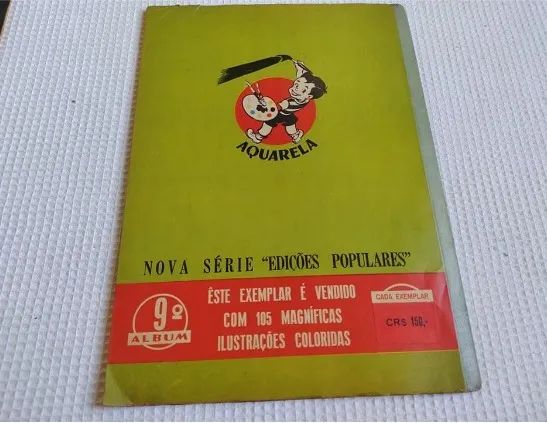 AQUARELA
NOVA SÉRIE "EDIÇÕES POPULARES"
9º
ALBUM
ÊSTE EXEMPLAR É VENDIDO
COM 105 MAGNÍFICAS
ILUSTRAÇÕES COLORIDAS
CADA EXEMPLAR
CR$ 150,-